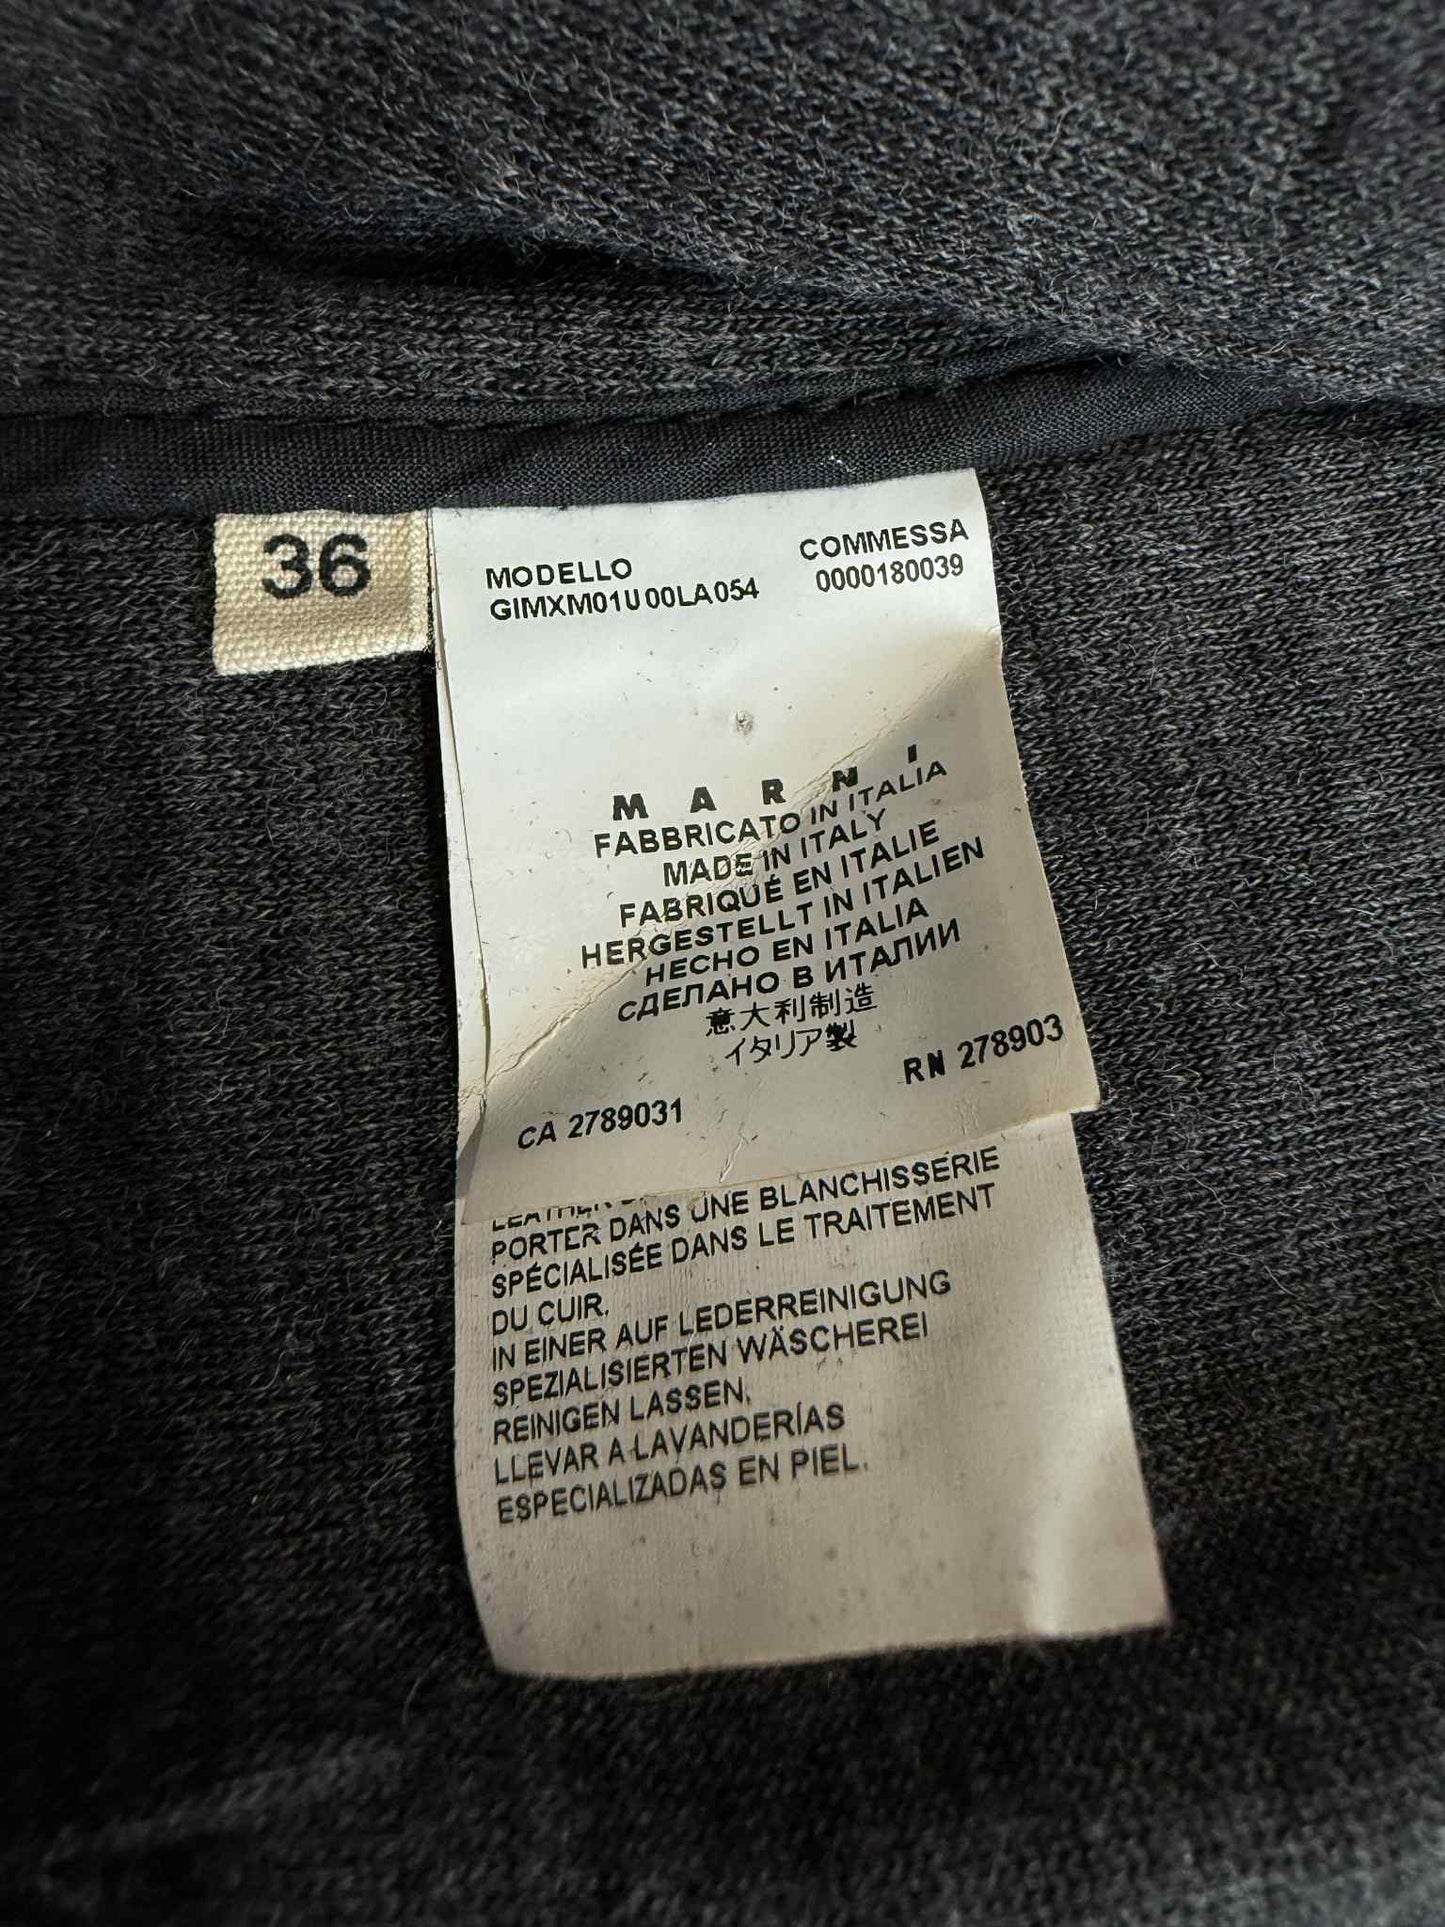 36
MODELLO
GIMXM01U00LA054
COMMESSA
0000180039
MARNI
FABBRICATO IN ITALIA
MADE IN ITALY
FABRIQUÉ EN ITALIE
HERGESTELLT IN ITALIEN
HECHO EN ITALIA
СДЕЛАНО В ИТАЛИИ
意大利制造
イタリア製
CA 2789031
RN 278903
PORTER DANS UNE BLANCHISSERIE
SPÉCIALISÉE DANS LE TRAITEMENT
DU CUIR.
IN EINER AUF LEDERREINIGUNG
SPEZIALISIERTEN WÄSCHEREI
REINIGEN LASSEN.
LLEVAR A LAVANDERÍAS
ESPECIALIZADAS EN PIEL.